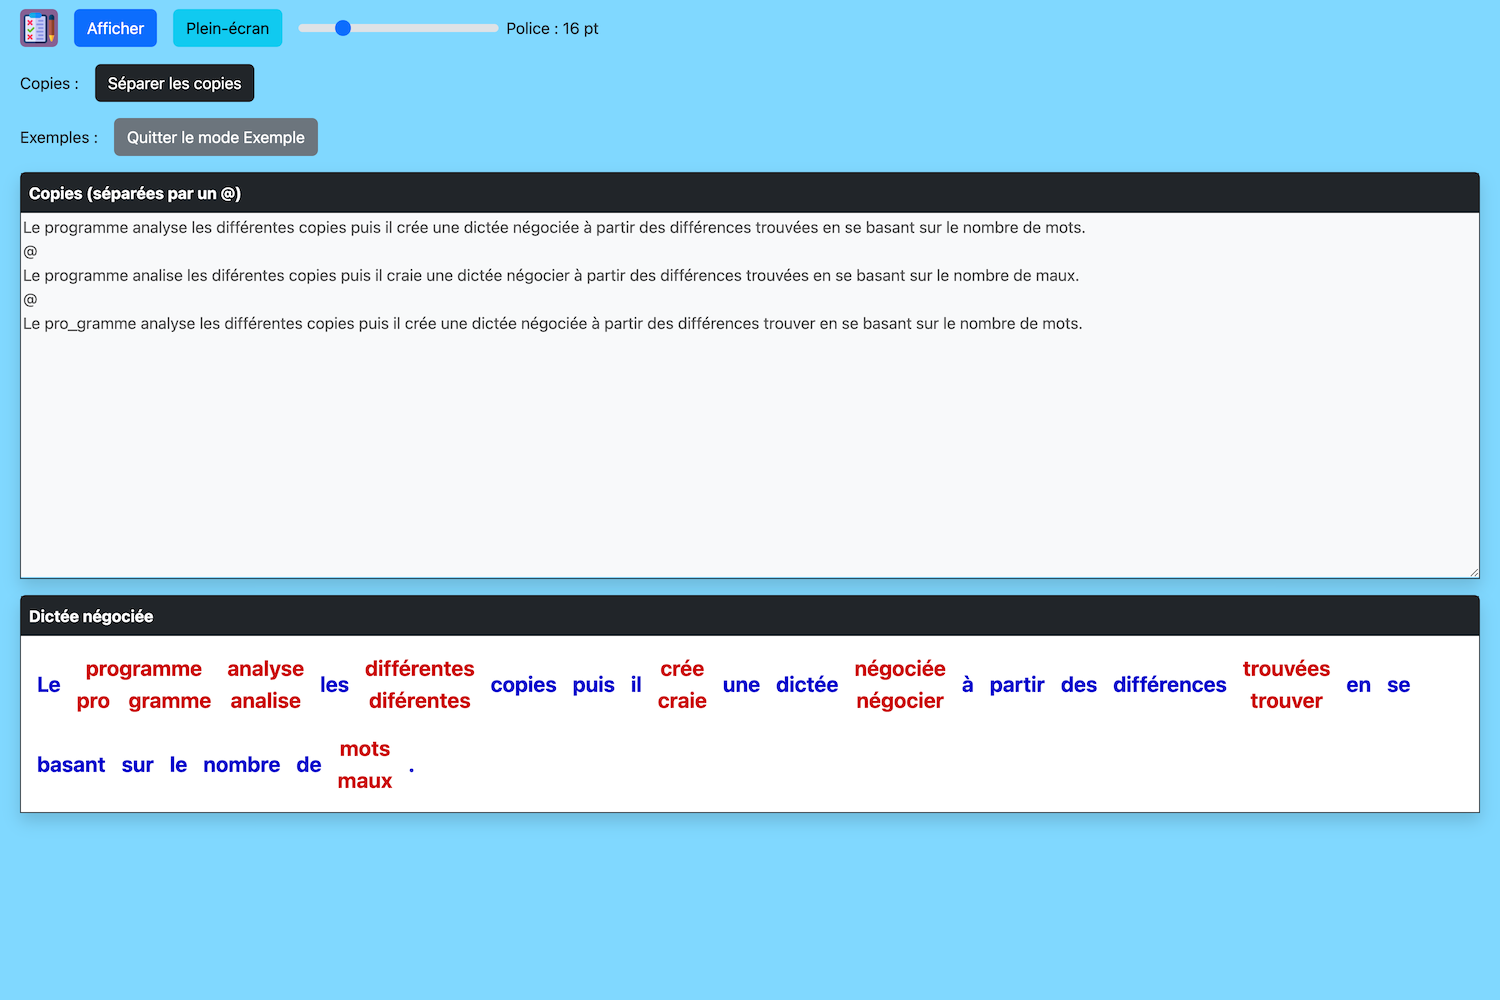 Afficher Plein-écran Police : 16 pt
Copies : Séparer les copies
Exemples : Quitter le mode Exemple
Copies (séparées par un @)
Le programme analyse les différentes copies puis il crée une dictée négociée à partir des différences trouvées en se basant sur le nombre de mots.
@
Le programme analise les diférentes copies puis il craie une dictée négocier à partir des différences trouvées en se basant sur le nombre de maux.
@
Le pro_gramme analyse les différentes copies puis il crée une dictée négociée à partir des différences trouver en se basant sur le nombre de mots.
Dictée négociée
programme analyse différentes crée négociée trouvées
Le les copies puis il une dictée à partir des différences en se
pro gramme analise diférentes craie négocier trouver
mots
basant sur le nombre de .
maux